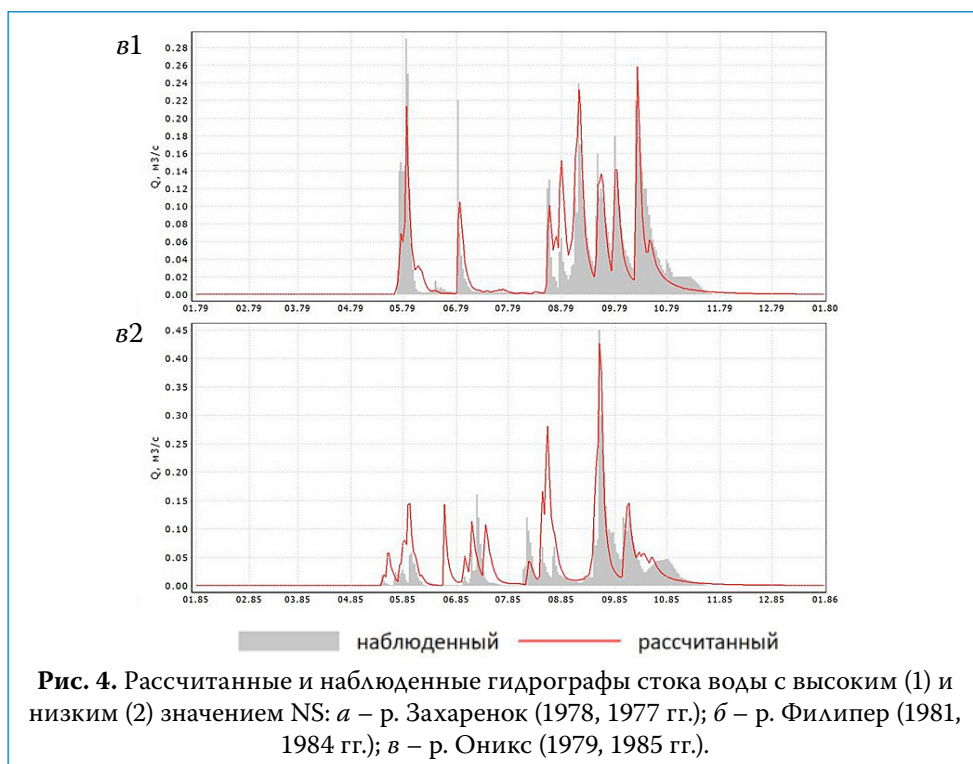 в1
0.28
0.26
0.24
0.22
0.20
0.18
0.16
0.14
0.12
0.10
0.08
0.06
0.04
0.02
0.00
Q, м3/с
01.79 02.79 03.79 04.79 05.79 06.79 07.79 08.79 09.79 10.79 11.79 12.79 01.80
в2
0.45
0.40
0.35
0.30
0.25
0.20
0.15
0.10
0.05
0.00
Q, м3/с
01.85 02.85 03.85 04.85 05.85 06.85 07.85 08.85 09.85 10.85 11.85 12.85 01.86
наблюденный рассчитанный
Рис. 4. Рассчитанные и наблюденные гидрографы стока воды с высоким (1) и
низким (2) значением NS: а – р. Захаренок (1978, 1977 гг.); б – р. Филипер (1981,
1984 гг.); в – р. Оникс (1979, 1985 гг.).